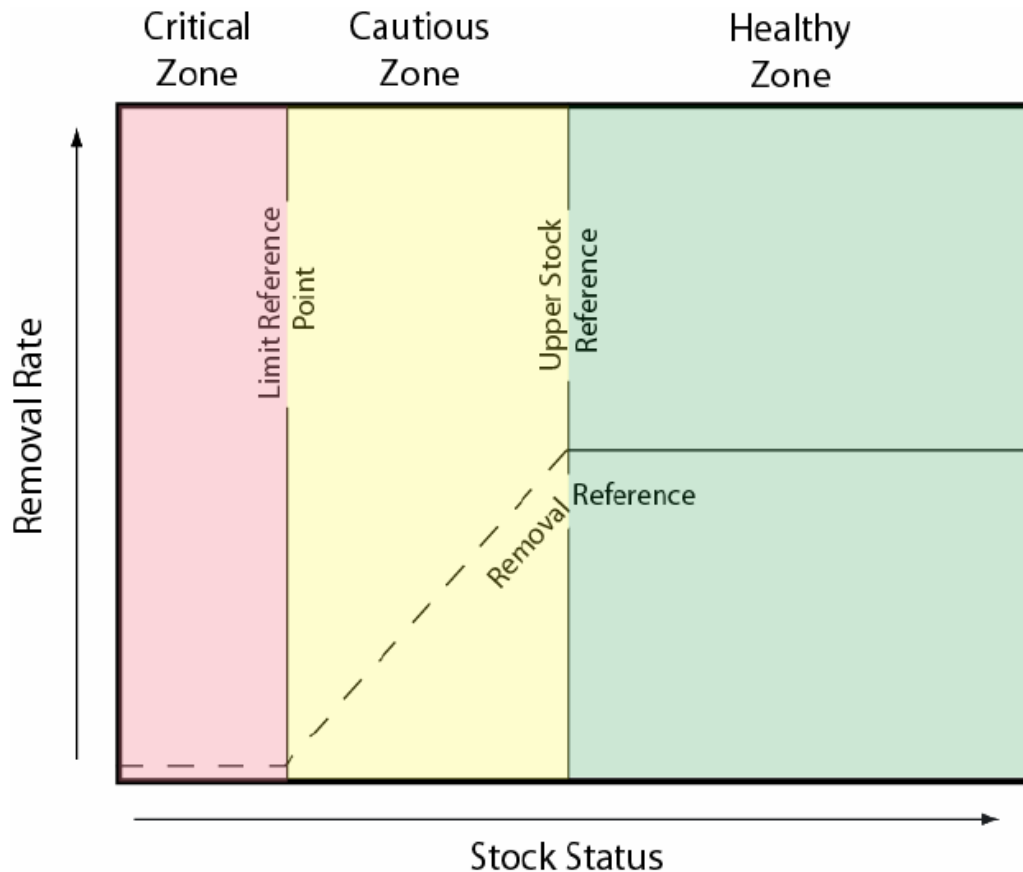 Critical
Zone
Cautious
Zone
Healthy
Zone
Removal Rate
Limit Reference
Point
Upper Stock
Reference
Removal Reference
Stock Status